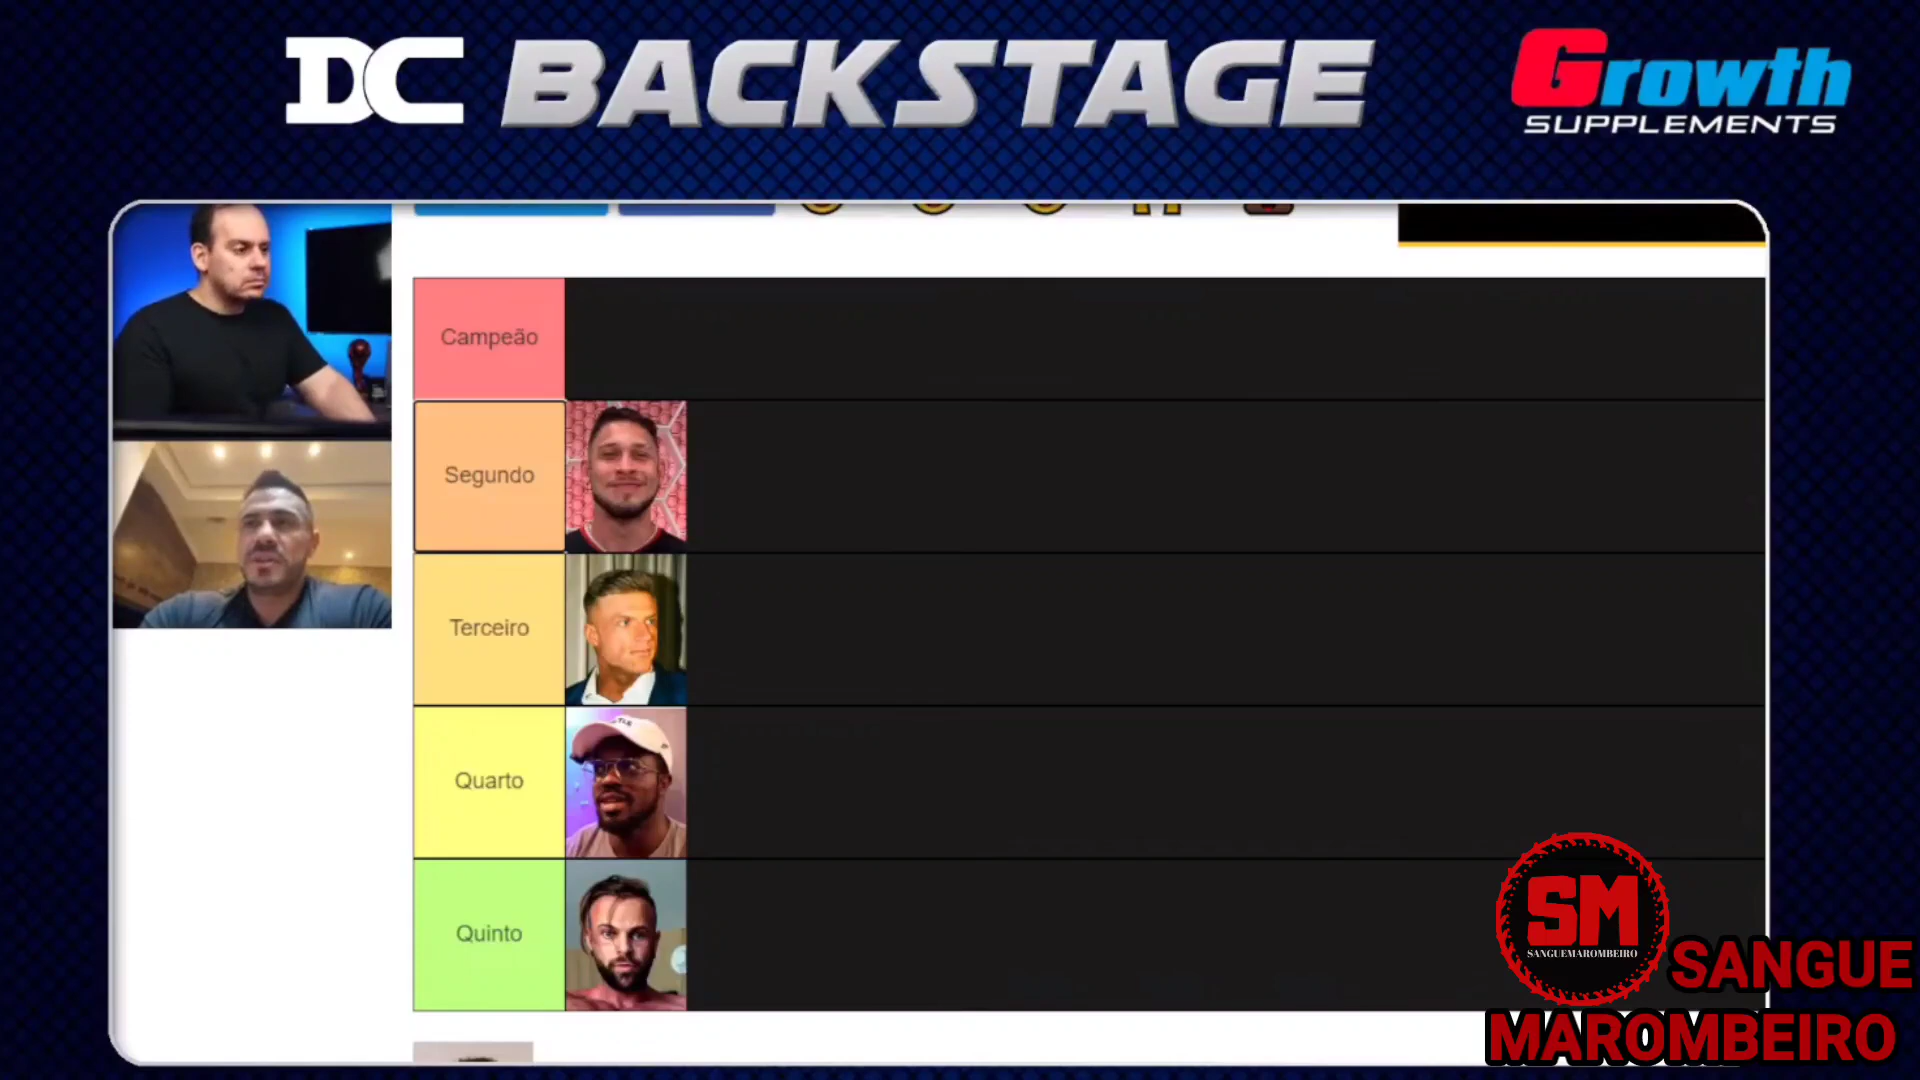 DC BACKSTAGE
Growth
SUPPLEMENTS
Campeão
Segundo
Terceiro
Quarto
Quinto
SM
SANGUEMAROMBEIRO
SANGUE
MAROMBEIRO